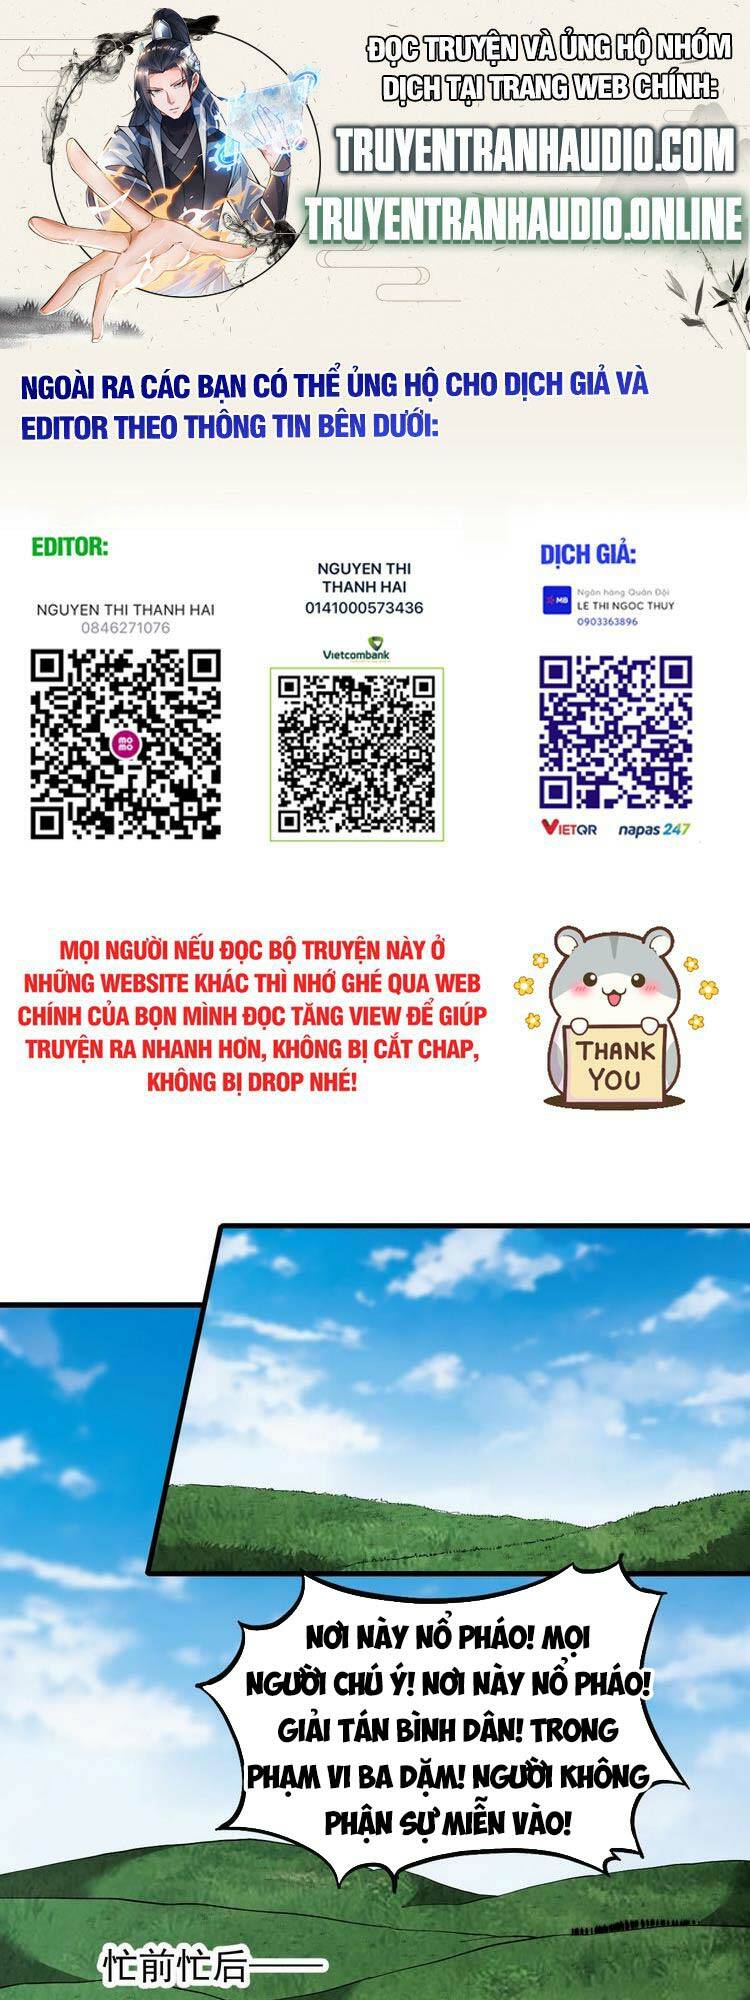 ĐỌC TRUYỆN VÀ ỦNG HỘ NHÓM
DỊCH TẠI TRANG WEB CHÍNH:
TRUYENTRANHAUDIO.COM
TRUYENTRANHAUDIO.ONLINE
NGOÀI RA CÁC BẠN CÓ THỂ ỦNG HỘ CHO DỊCH GIẢ VÀ
EDITOR THEO THÔNG TIN BÊN DƯỚI:
EDITOR:
NGUYEN THI THANH HAI
0846271076
mo
mo
NGUYEN THI
THANH HAI
0141000573436
Vietcombank
DỊCH GIẢ:
MB
Ngân hàng Quân Đội
LE THI NGOC THUY
0903363896
VIETQR
napas 247
MỌI NGƯỜI NẾU ĐỌC BỘ TRUYỆN NÀY Ở
NHỮNG WEBSITE KHÁC THÌ NHỚ GHÉ QUA WEB
CHÍNH CỦA BỌN MÌNH ĐỌC TĂNG VIEW ĐỂ GIÚP
TRUYỆN RA NHANH HƠN, KHÔNG BỊ CẮT CHAP,
KHÔNG BỊ DROP NHÉ!
THANK
YOU
NƠI NÀY NỔ PHÁO! MỌI
NGƯỜI CHÚ Ý! NƠI NÀY NỔ PHÁO!
GIẢI TÁN BÌNH DÂN! TRONG
PHẠM VI BA DẶM! NGƯỜI KHÔNG
PHẬN SỰ MIỄN VÀO!
忙前忙后——